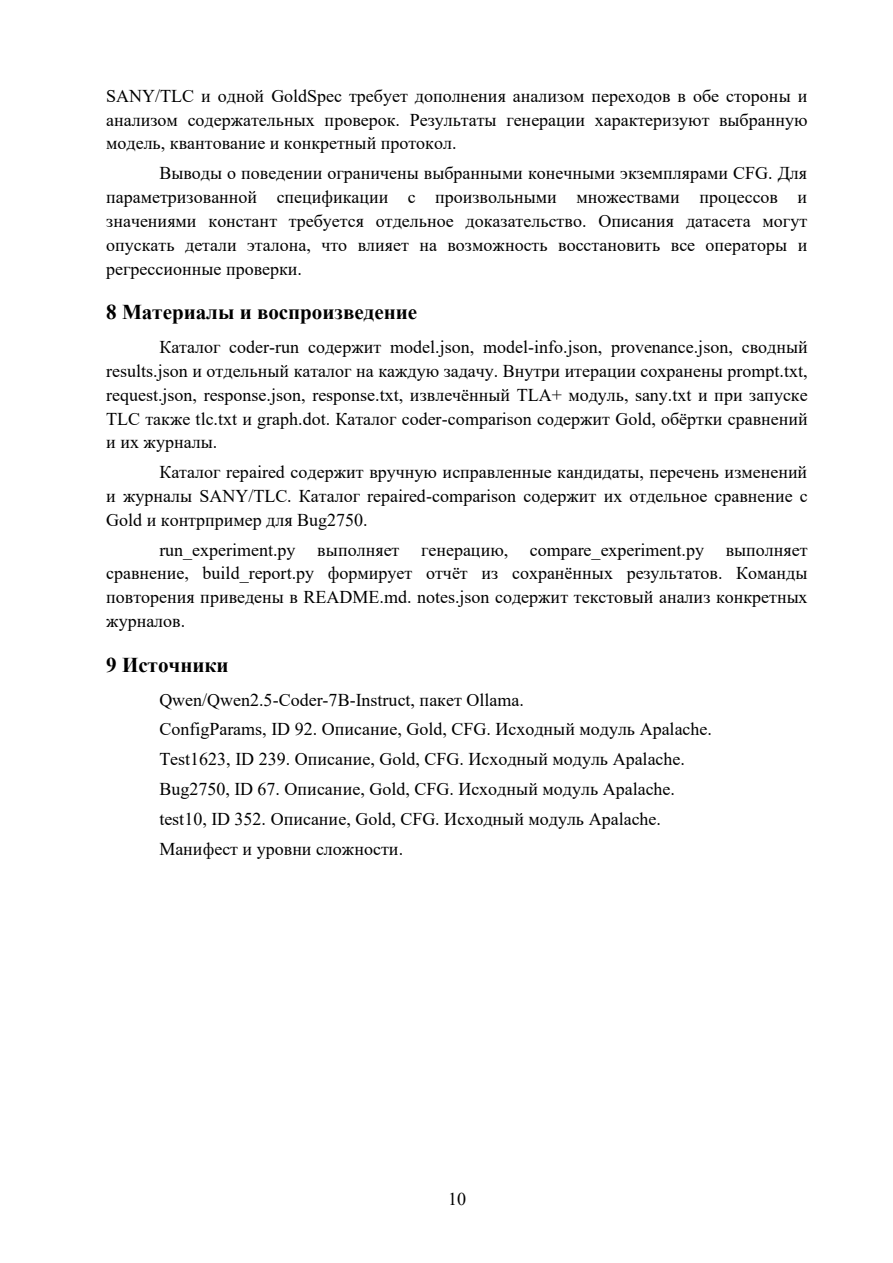 SANY/TLC и одной GoldSpec требует дополнения анализом переходов в обе стороны и
анализом содержательных проверок. Результаты генерации характеризуют выбранную
модель, квантование и конкретный протокол.
Выводы о поведении ограничены выбранными конечными экземплярами CFG. Для
параметризованной спецификации с произвольными множествами процессов и
значениями констант требуется отдельное доказательство. Описания датасета могут
опускать детали эталона, что влияет на возможность восстановить все операторы и
регрессионные проверки.
8 Материалы и воспроизведение
Каталог coder-run содержит model.json, model-info.json, provenance.json, сводный
results.json и отдельный каталог на каждую задачу. Внутри итерации сохранены prompt.txt,
request.json, response.json, response.txt, извлечённый TLA+ модуль, sany.txt и при запуске
TLC также tlc.txt и graph.dot. Каталог coder-comparison содержит Gold, обёртки сравнений
и их журналы.
Каталог repaired содержит вручную исправленные кандидаты, перечень изменений
и журналы SANY/TLC. Каталог repaired-comparison содержит их отдельное сравнение с
Gold и контрпример для Bug2750.
run_experiment.py выполняет генерацию, compare_experiment.py выполняет
сравнение, build_report.py формирует отчёт из сохранённых результатов. Команды
повторения приведены в README.md. notes.json содержит текстовый анализ конкретных
журналов.
9 Источники
Qwen/Qwen2.5-Coder-7B-Instruct, пакет Ollama.
ConfigParams, ID 92. Описание, Gold, CFG. Исходный модуль Apalache.
Test1623, ID 239. Описание, Gold, CFG. Исходный модуль Apalache.
Bug2750, ID 67. Описание, Gold, CFG. Исходный модуль Apalache.
test10, ID 352. Описание, Gold, CFG. Исходный модуль Apalache.
Манифест и уровни сложности.
10